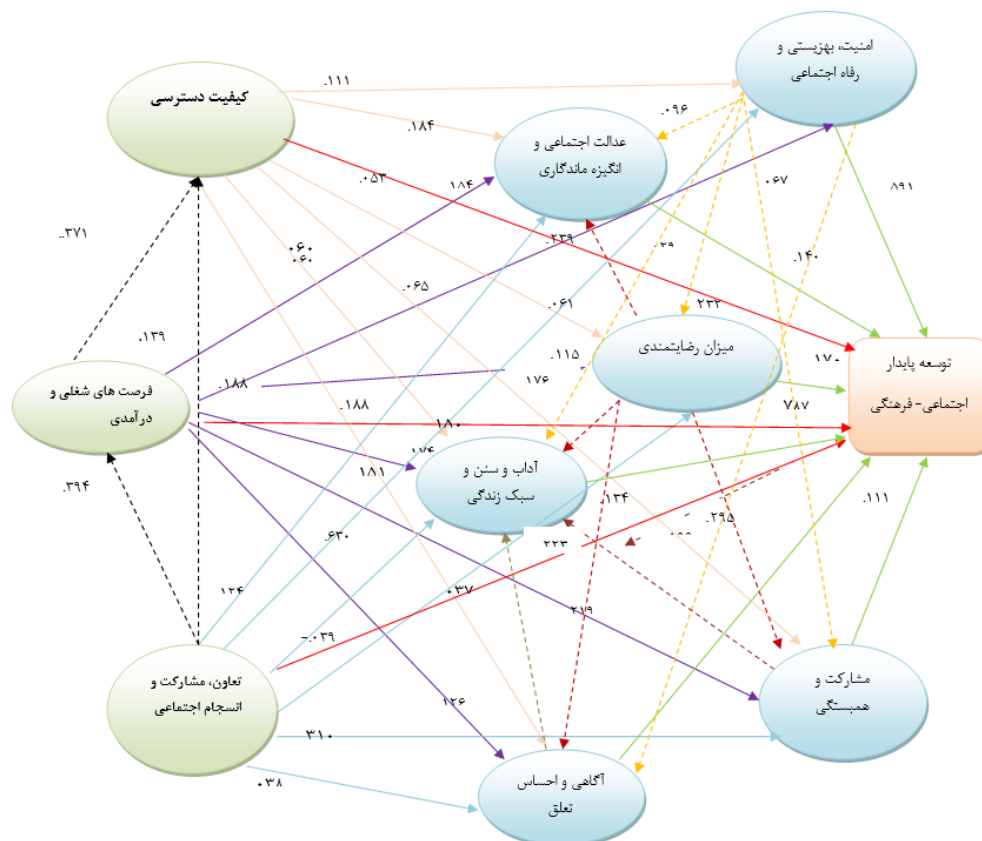 امنیت، بهزیستی و
رفاه اجتماعی
کیفیت دسترسی
.۱۱۱
.۰۹۶
.۱۸۴
عدالت اجتماعی و
انگیزه ماندگاری
.۰۵۳
۱۸۴
.۰۶۷
۸۹۱
..۳۷۱
.۰۶۰
.۰۶۰
.۲۳۹
.۱۴۰
.۰۶۵
.۰۶۱
۲۳۲
.۱۳۹
میزان رضایتمندی
.۱۱۵
۱۷۰
توسعه پایدار
اجتماعی- فرهنگی
فرصت های شغلی و
درآمدی
.۱۸۸
۱۷۶
.۱۸۸
۷۸۷
۱۸۰
۱۷۴
.۳۹۴
۱۸۱
آداب و سنن و
سبک زندگی
.۱۳۴
.۱۱۱
.۲۹۵
.۶۳۰
۲۲۳
۱۲۴
۰۳۷
-.۰۳۹
۲۱۹
تعاون، مشارکت و
انسجام اجتماعی
مشارکت و
همبستگی
۱۲۶
۳۱۰
آگاهی و احساس
تعلق
۰۳۸